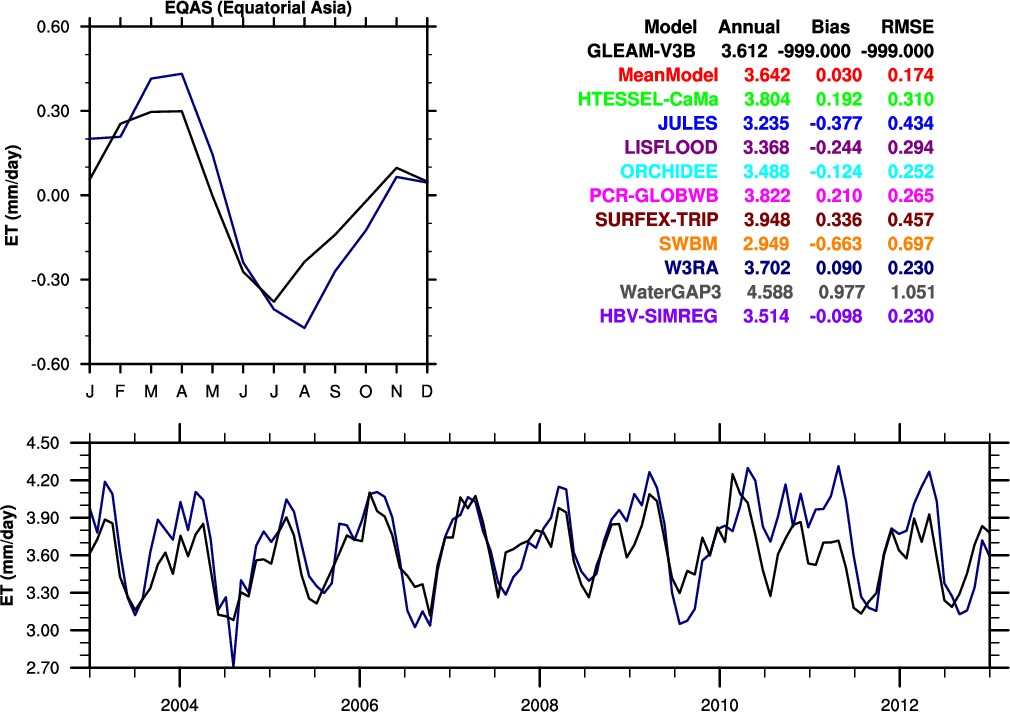 EQAS (Equatorial Asia)
0.60
0.30
0.00
-0.30
-0.60
ET (mm/day)
J F M A M J J A S O N D
Model Annual Bias RMSE
GLEAM-V3B 3.612 -999.000 -999.000
MeanModel 3.642 0.030 0.174
HTESSEL-CaMa 3.804 0.192 0.310
JULES 3.235 -0.377 0.434
LISFLOOD 3.368 -0.244 0.294
ORCHIDEE 3.488 -0.124 0.252
PCR-GLOBWB 3.822 0.210 0.265
SURFEX-TRIP 3.948 0.336 0.457
SWBM 2.949 -0.663 0.697
W3RA 3.702 0.090 0.230
WaterGAP3 4.588 0.977 1.051
HBV-SIMREG 3.514 -0.098 0.230
4.50
4.20
3.90
3.60
3.30
3.00
2.70
ET (mm/day)
2004 2006 2008 2010 2012